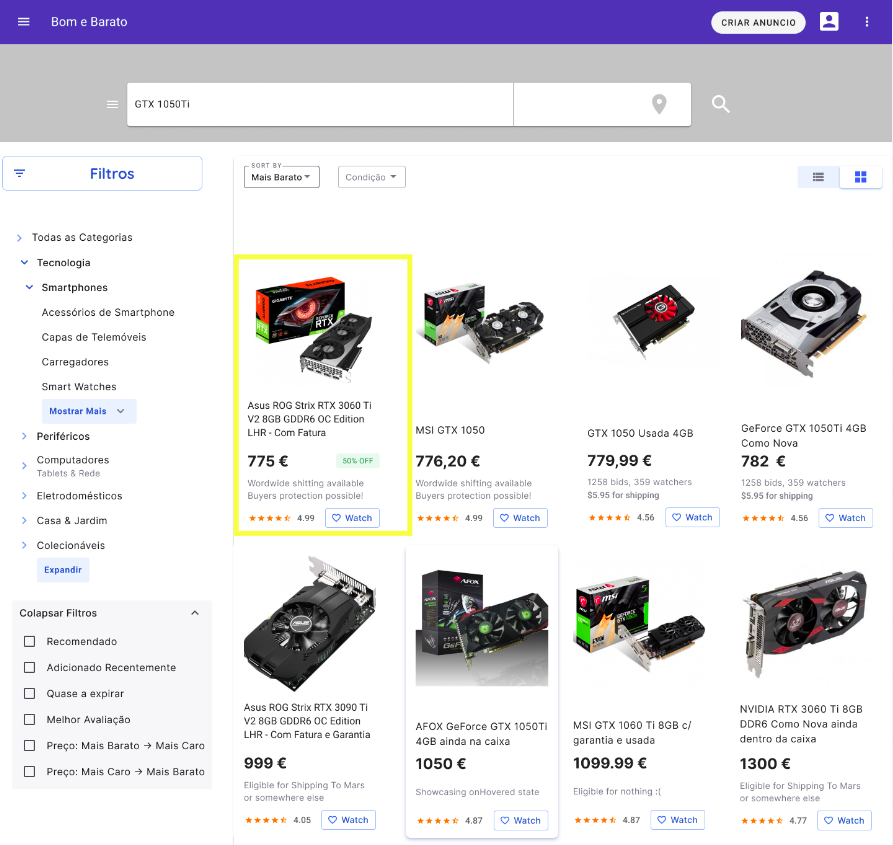 Bom e Barato
CRIAR ANUNCIO
GTX 1050Ti
Filtros
Todas as Categorias
Tecnologia
Smartphones
Acessórios de Smartphone
Capas de Telemóveis
Carregadores
Smart Watches
Mostrar Mais
Periféricos
Computadores
Tablets & Rede
Eletrodomésticos
Casa & Jardim
Colecionáveis
Expandir
Colapsar Filtros
Recomendado
Adicionado Recentemente
Quase a expirar
Melhor Avaliação
Preço: Mais Barato → Mais Caro
Preço: Mais Caro → Mais Barato
SORT BY
Mais Barato
Condição
GIGABYTE
RTX
Asus ROG Strix RTX 3060 Ti
V2 8GB GDDR6 OC Edition
LHR - Com Fatura
775 €
50% OFF
Wordwide shifting available
Buyers protection possible!
4.99
Watch
msi
MSI GTX 1050
776,20 €
Wordwide shifting available
Buyers protection possible!
4.99
Watch
GTX 1050 Usada 4GB
779,99 €
1258 bids, 359 watchers
$5.95 for shipping
4.56
Watch
GeForce GTX 1050Ti 4GB
Como Nova
782 €
1258 bids, 359 watchers
$5.95 for shipping
4.56
Watch
ASUS
Asus ROG Strix RTX 3090 Ti
V2 8GB GDDR6 OC Edition
LHR - Com Fatura e Garantia
999 €
Eligible for Shipping To Mars
or somewhere else
4.05
Watch
AFOX
AFOX GeForce GTX 1050Ti
4GB ainda na caixa
1050 €
Showcasing onHovered state
4.87
Watch
msi
MSI GTX 1060 Ti 8GB c/
garantia e usada
1099.99 €
Eligible for nothing :(
4.87
Watch
NVIDIA RTX 3060 Ti 8GB
DDR6 Como Nova ainda
dentro da caixa
1300 €
Eligible for Shipping To Mars
or somewhere else
4.77
Watch